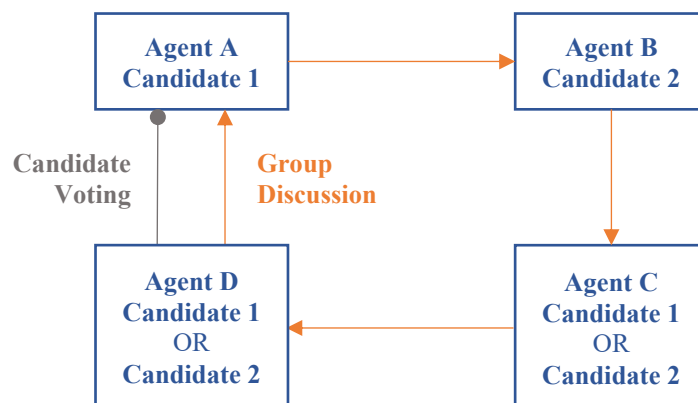 Agent A
Candidate 1
Agent B
Candidate 2
Candidate
Voting
Group
Discussion
Agent D
Candidate 1
OR
Candidate 2
Agent C
Candidate 1
OR
Candidate 2